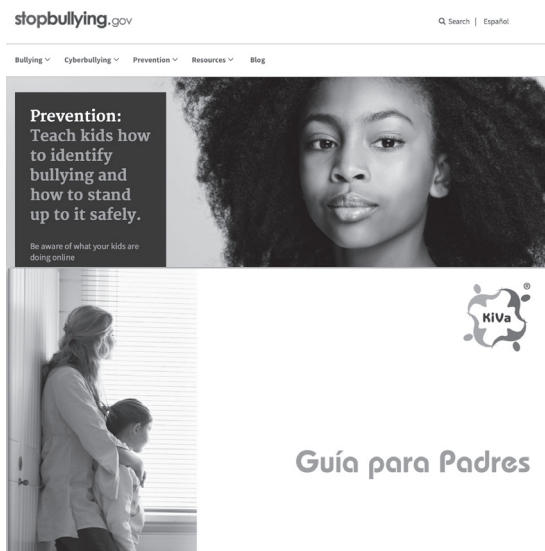 stopbullying.gov
Search | Español
Bullying Cyberbullying Prevention Resources Blog
Prevention:
Teach kids how
to identify
bullying and
how to stand
up to it safely.
Be aware of what your kids are
doing online
®
KiVa
Guía para Padres